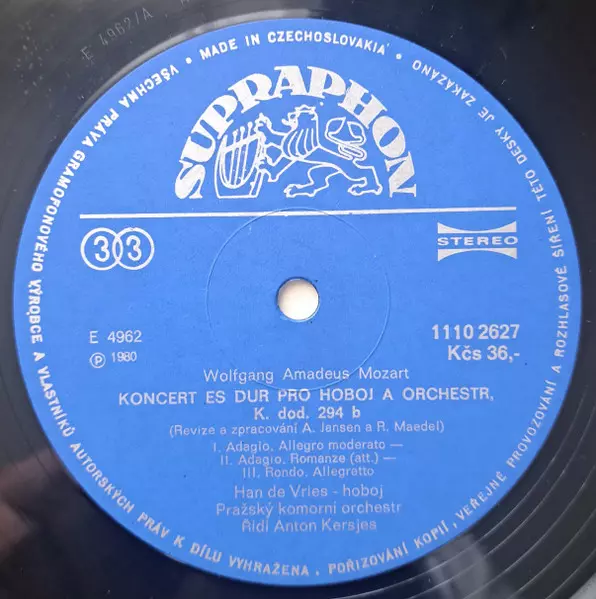 E 4962/A
VŠECHNA PRÁVA GRAMOFONOVÉHO VÝROBCE A VLASTNÍKŮ AUTORSKÝCH PRÁV K DÍLU VYHRAŽENA. POŘIZOVÁNÍ KOPIÍ, VEŘEJNÉ PROVOZOVÁNÍ A ROZHLASOVÉ ŠÍŘENÍ TÉTO DESKY JE ZAKÁZÁNO
• MADE IN CZECHOSLOVAKIA •
SUPRAPHON
33
STEREO
E 4962
1110 2627
Ⓟ 1980
Kčs 36,-
Wolfgang Amadeus Mozart
KONCERT ES DUR PRO HOBOJ A ORCHESTR,
K. dod. 294 b
(Revize a zpracování A. Jansen a R. Maedel)
I. Adagio. Allegro moderato —
II. Adagio. Romanze (att.) —
III. Rondo. Allegretto
Han de Vries - hoboj
Pražský komorní orchestr
Řídí Anton Kersjes